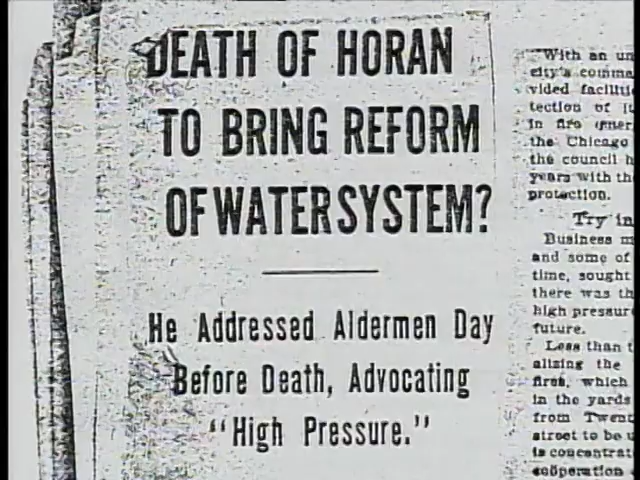 DEATH OF HORAN
TO BRING REFORM
OF WATER SYSTEM?
He Addressed Aldermen Day
Before Death, Advocating
"High Pressure."
With an un
city's comma
vided faciliti
tection of
in fire
the Chicago
the council h
years with th
protection.
Try in
Business m
and some of
time, sought
there was th
high pressure
future.
Less than t
alizing the
fires, which
in the yards
from Twent
street to be u
is concentrat
coöperation